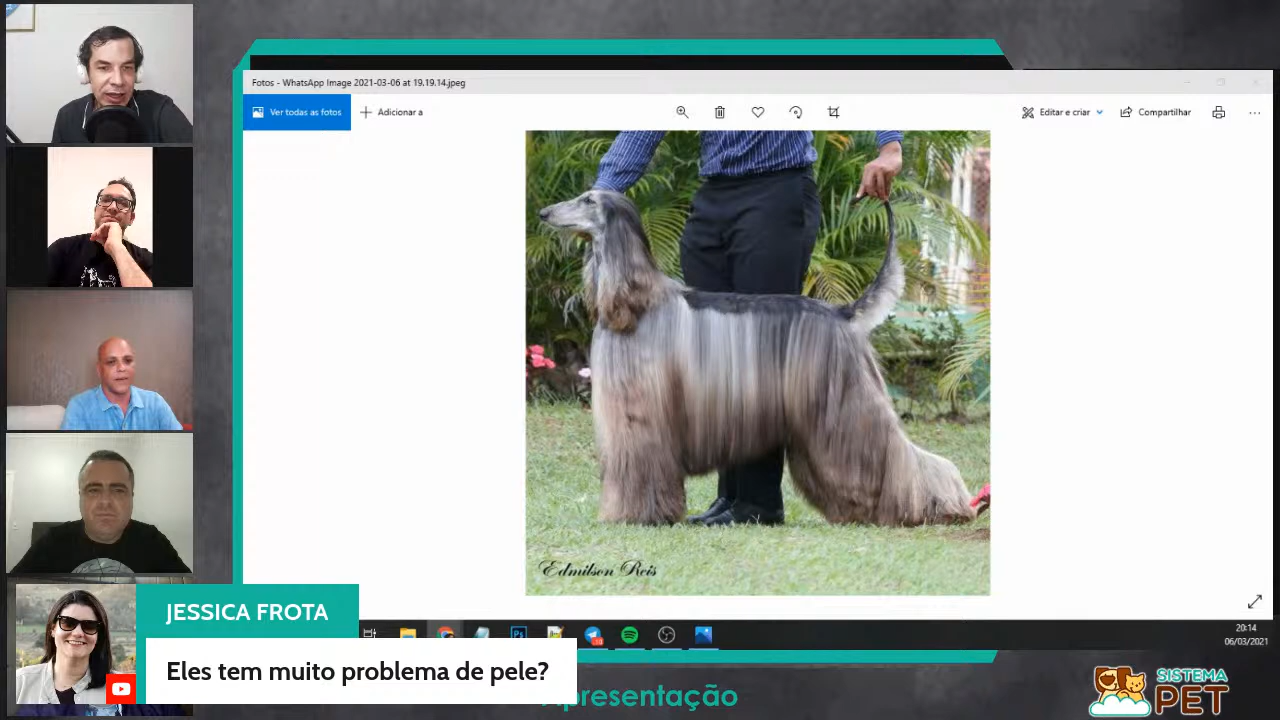 Fotos - WhatsApp Image 2021-03-06 at 19.19.14.jpeg
Ver todas as fotos
Adicionar a
Editar e criar
Compartilhar
Edmilson Reis
20:14
06/03/2021
JESSICA FROTA
Eles tem muito problema de pele?
Apresentação
SISTEMA
PET